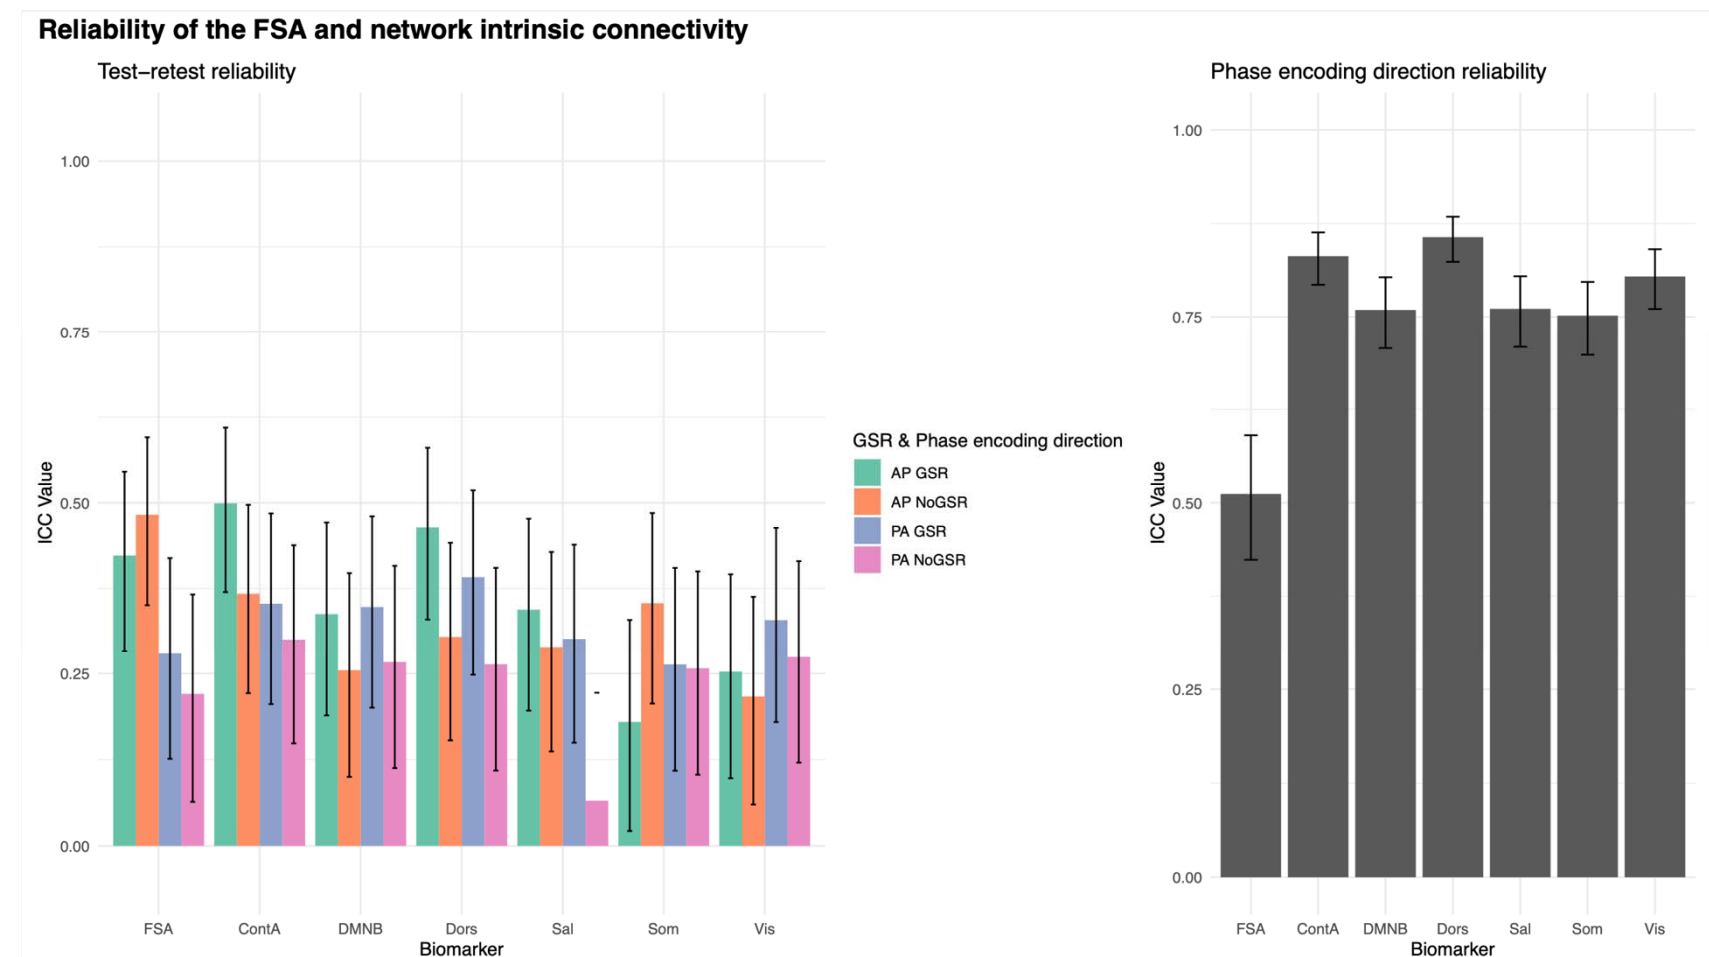 Reliability of the FSA and network intrinsic connectivity
Test−retest reliability
1.00
0.75
0.50
0.25
0.00
ICC Value
FSA ContA DMNB Dors Sal Som Vis
Biomarker
GSR & Phase encoding direction
AP GSR
AP NoGSR
PA GSR
PA NoGSR
Phase encoding direction reliability
1.00
0.75
0.50
0.25
0.00
ICC Value
FSA ContA DMNB Dors Sal Som Vis
Biomarker